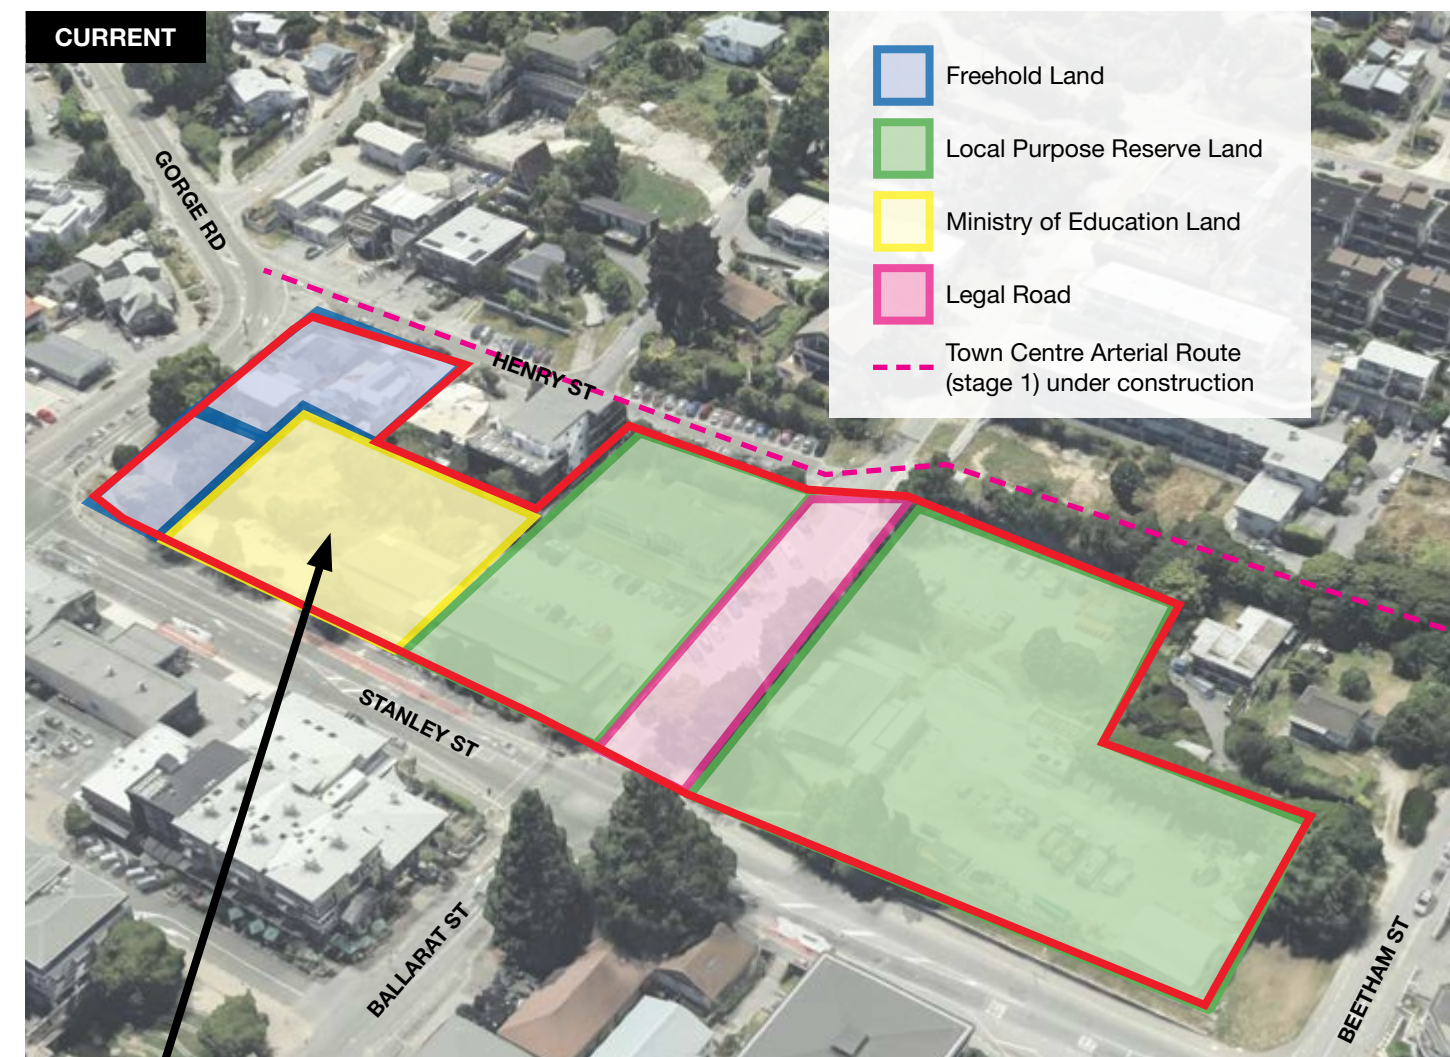 CURRENT
Freehold Land
Local Purpose Reserve Land
Ministry of Education Land
Legal Road
Town Centre Arterial Route
(stage 1) under construction
GORGE RD
HENRY ST
STANLEY ST
BALLARAT ST
BEETHAM ST